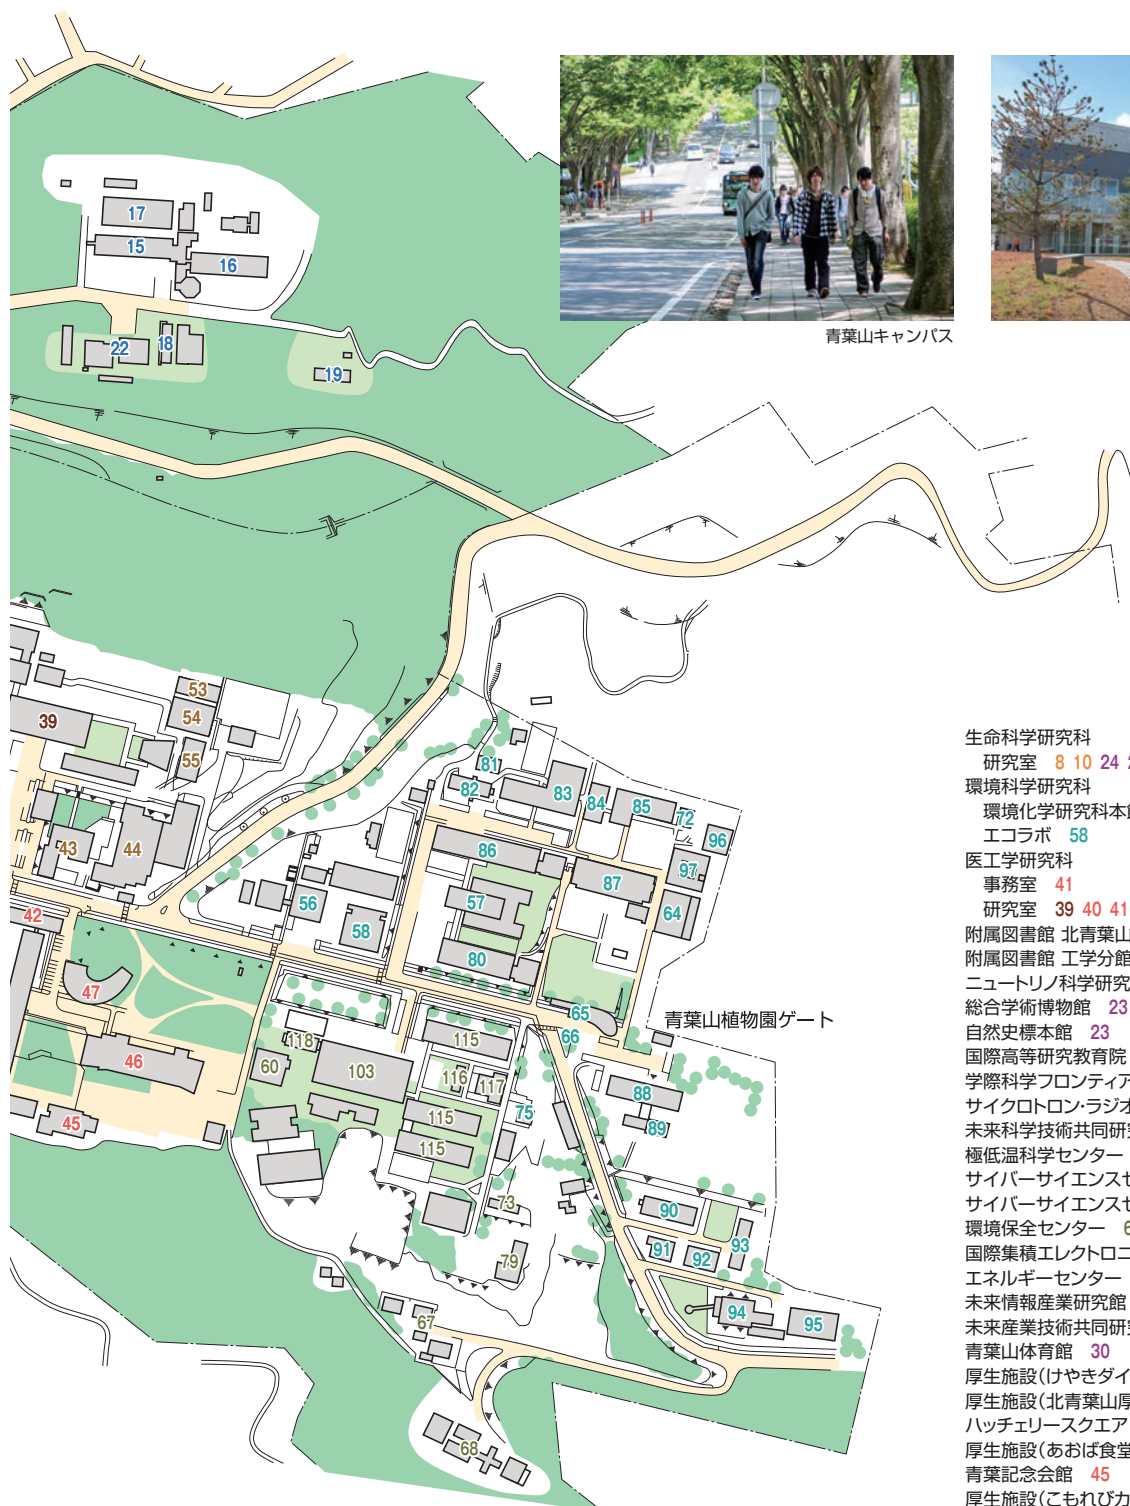 青葉山キャンパス
17
15
16
22
18
19
53
39
54
55
81
82
83
84
85
72
96
43
44
86
97
87
57
56
64
42
58
80
47
65
青葉山植物園ゲート
66
118
115
46
60
103
116
117
88
75
45
115
89
115
73
90
93
91
92
79
94
95
67
68
生命科学研究科
研究室 8 10 24
環境科学研究科
環境化学研究科本館
エコラボ 58
医工学研究科
事務室 41
研究室 39 40 41
附属図書館 北青葉山
附属図書館 工学分館
ニュートリノ科学研究
総合学術博物館 23
自然史標本館 23
国際高等研究教育院
学際科学フロンティア
サイクロトロン・ラジオ
未来科学技術共同研究
極低温科学センター
サイバーサイエンスセ
サイバーサイエンスセ
環境保全センター
国際集積エレクトロニ
エネルギーセンター
未来情報産業研究館
未来産業技術共同研究
青葉山体育館 30
厚生施設(けやきダイ
厚生施設(北青葉山厚
ハッチェリースクエア
厚生施設(あおば食堂
青葉記念会館 45
厚生施設(こもれびカ